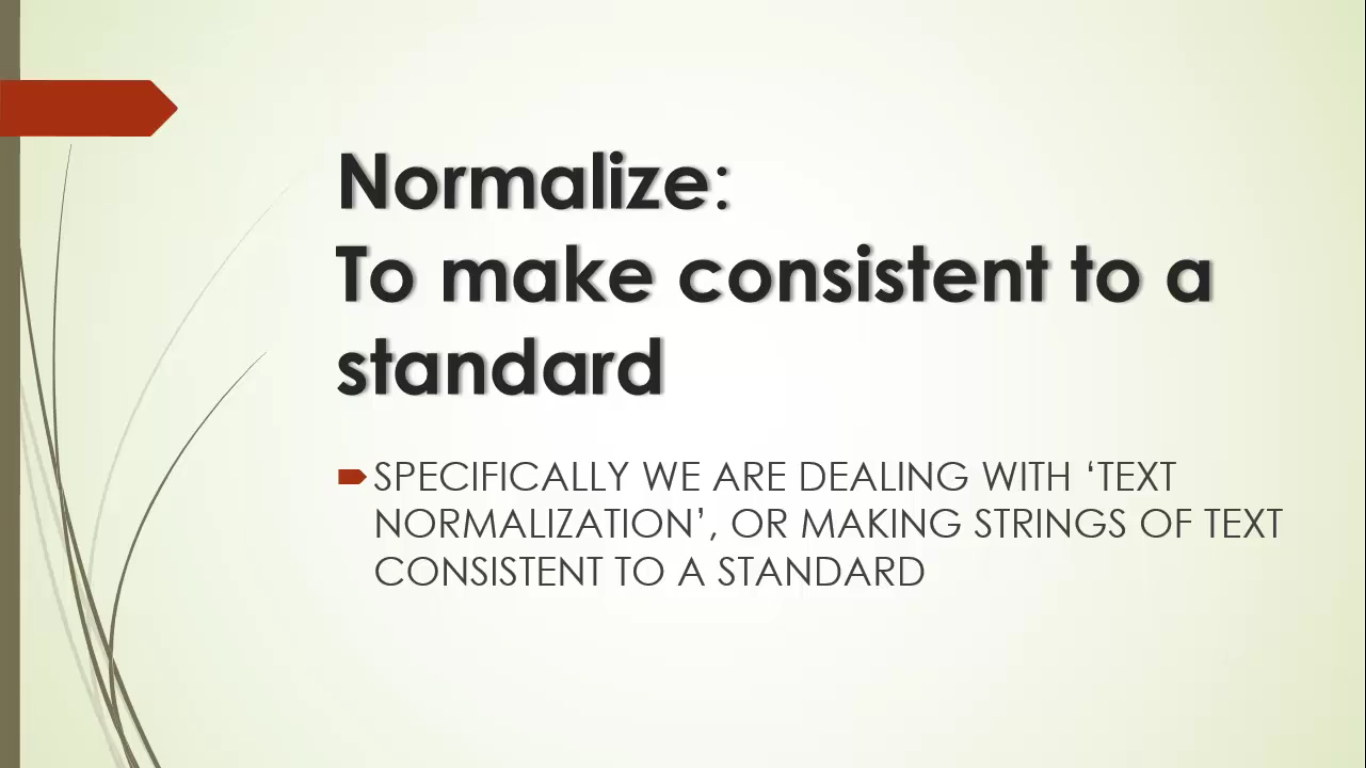 Normalize:
To make consistent to a
standard
SPECIFICALLY WE ARE DEALING WITH ‘TEXT
NORMALIZATION’, OR MAKING STRINGS OF TEXT
CONSISTENT TO A STANDARD